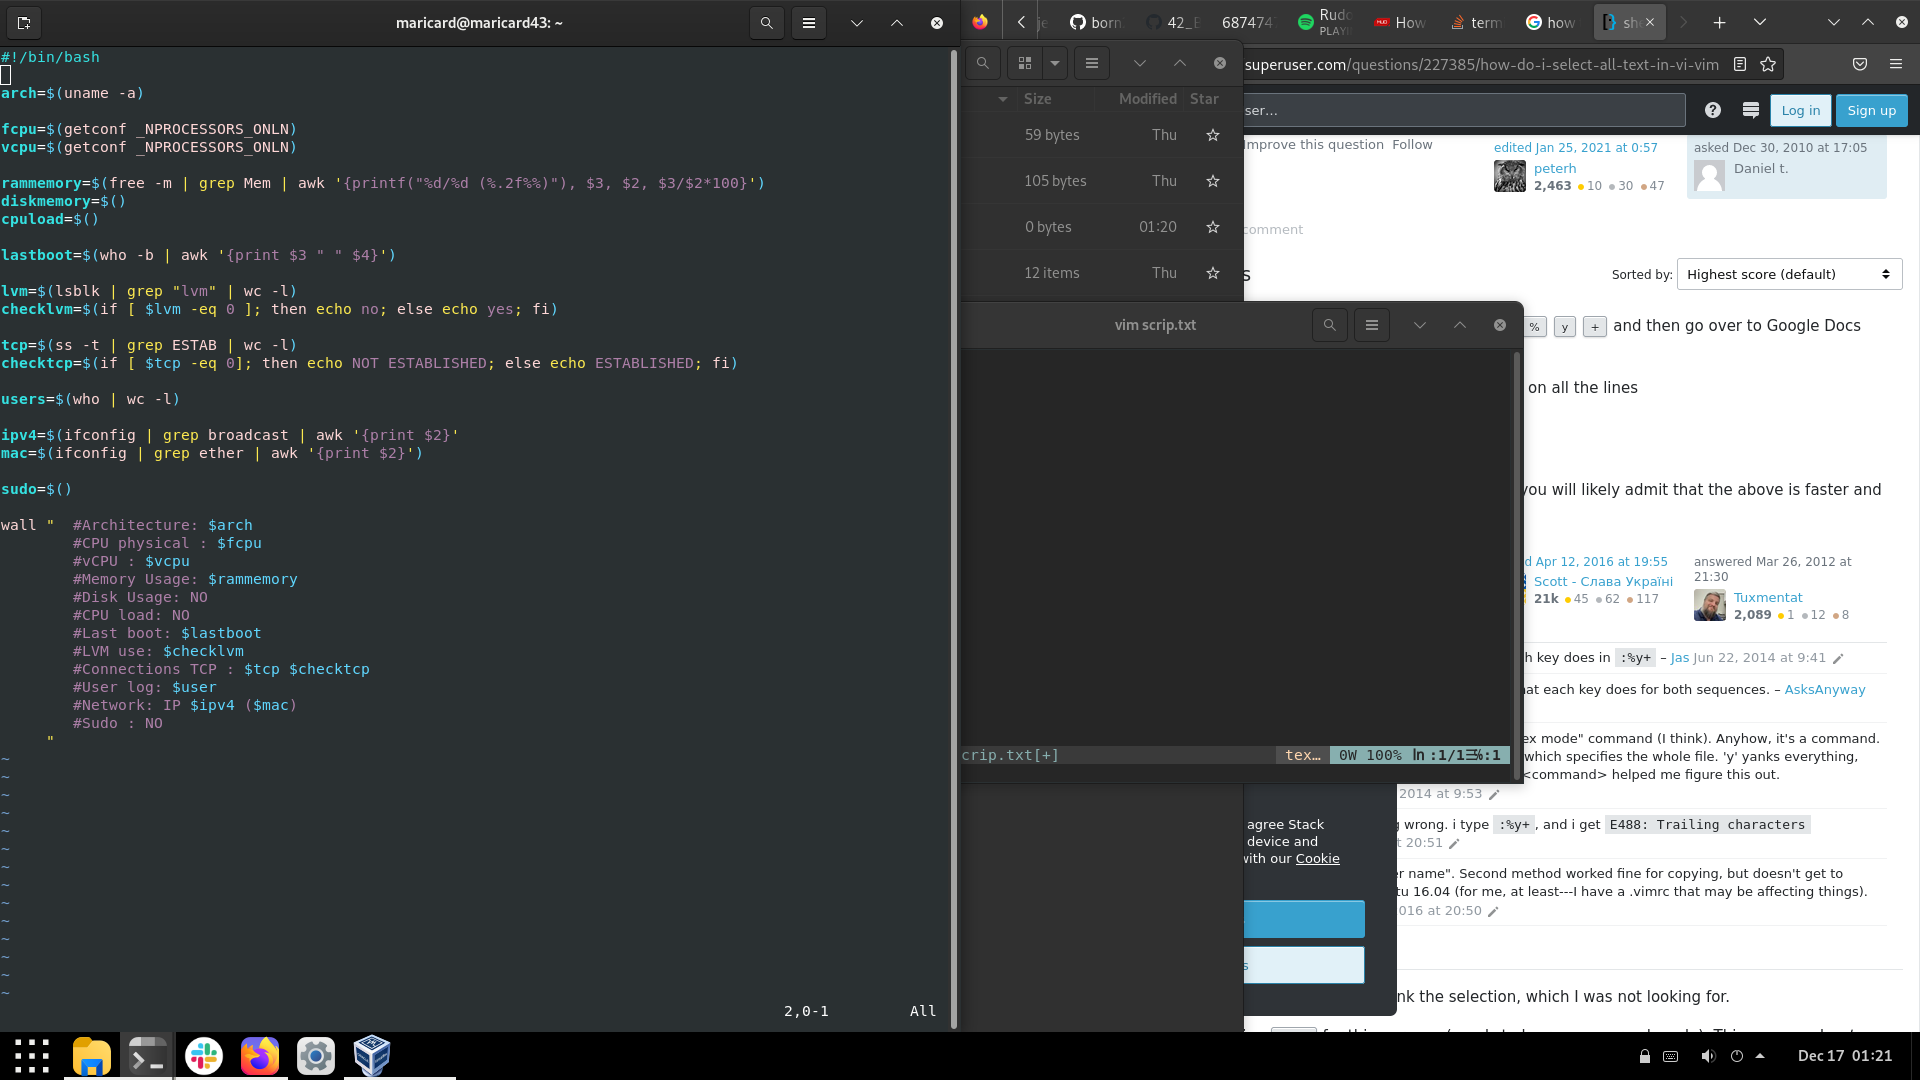 maricard@maricard43: ~
#!/bin/bash
arch=$(uname -a)
fcpu=$(getconf _NPROCESSORS_ONLN)
vcpu=$(getconf _NPROCESSORS_ONLN)
rammemory=$(free -m | grep Mem | awk '{printf("%d/%d (%.2f%%)"), $3, $2, $3/$2*100}')
diskmemory=$()
cpuload=$()
lastboot=$(who -b | awk '{print $3 " " $4}')
lvm=$(lsblk | grep "lvm" | wc -l)
checklvm=$(if [ $lvm -eq 0 ]; then echo no; else echo yes; fi)
tcp=$(ss -t | grep ESTAB | wc -l)
checktcp=$(if [ $tcp -eq 0]; then echo NOT ESTABLISHED; else echo ESTABLISHED; fi)
users=$(who | wc -l)
ipv4=$(ifconfig | grep broadcast | awk '{print $2}'
mac=$(ifconfig | grep ether | awk '{print $2}')
sudo=$()
wall "  #Architecture: $arch
#CPU physical : $fcpu
#vCPU : $vcpu
#Memory Usage: $rammemory
#Disk Usage: NO
#CPU load: NO
#Last boot: $lastboot
#LVM use: $checklvm
#Connections TCP : $tcp $checktcp
#User log: $user
#Network: IP $ipv4 ($mac)
#Sudo : NO
"
~
~
~
~
~
~
~
~
~
~
~
~
~
~
2,0-1 All
born 42_E 687474 Rudo PLAYI How term how she
superuser.com/questions/227385/how-do-i-select-all-text-in-vi-vim
Size Modified Star
59 bytes Thu
105 bytes Thu
0 bytes 01:20
12 items Thu
ser...
Log in
Sign up
Improve this question Follow
edited Jan 25, 2021 at 0:57
peterh
2,463 10 30 47
asked Dec 30, 2010 at 17:05
Daniel t.
comment
s
Sorted by: Highest score (default)
vim scrip.txt
crip.txt[+]
tex… 0W 100% ㏑:1/1☰℅:1
% y + and then go over to Google Docs
on all the lines
you will likely admit that the above is faster and
d Apr 12, 2016 at 19:55
Scott - Слава Україні
21k 45 62 117
answered Mar 26, 2012 at 21:30
Tuxmentat
2,089 1 12 8
h key does in :%y+ – Jas Jun 22, 2014 at 9:41
at each key does for both sequences. – AsksAnyway
ex mode" command (I think). Anyhow, it's a command.
which specifies the whole file. 'y' yanks everything,
<command> helped me figure this out.
2014 at 9:53
g wrong. i type :%y+, and i get E488: Trailing characters
t 20:51
er name". Second method worked fine for copying, but doesn't get to
tu 16.04 (for me, at least---I have a .vimrc that may be affecting things).
016 at 20:50
agree Stack
device and
with our Cookie
s
nk the selection, which I was not looking for.
Dec 17 01:21